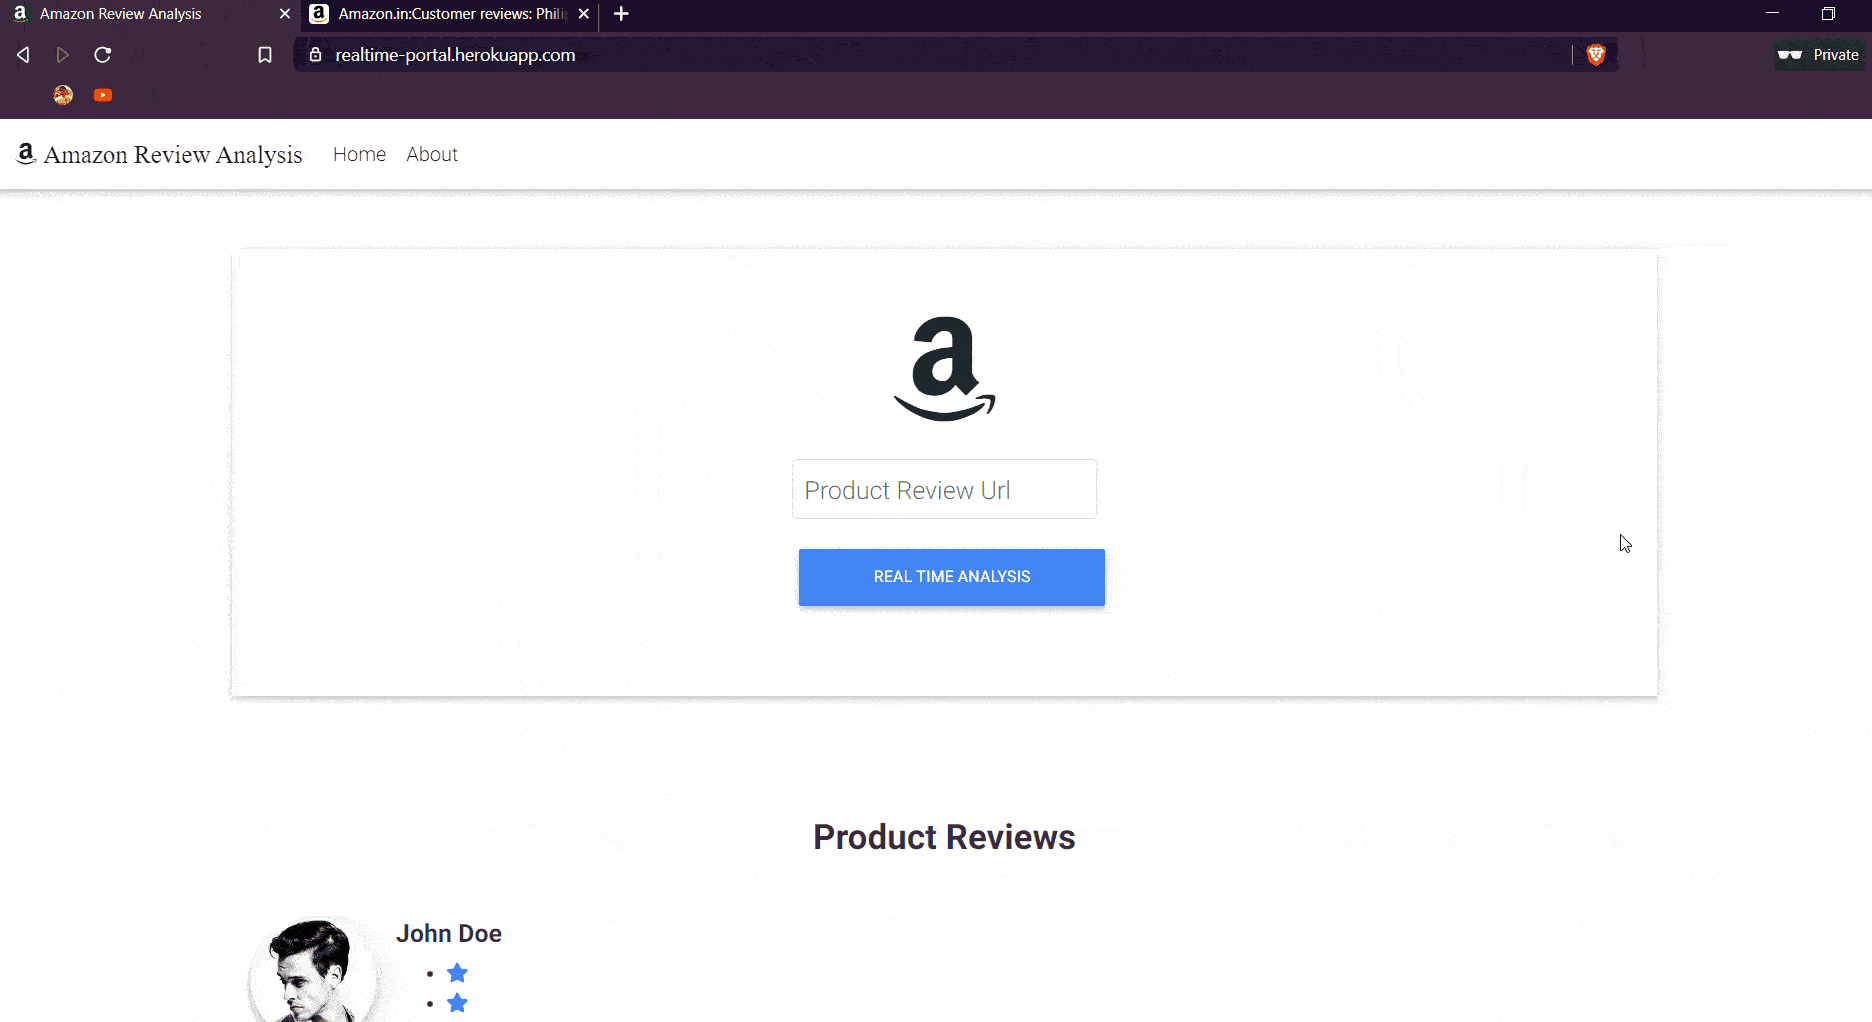 Amazon Review Analysis
Amazon.in:Customer reviews: Phili
realtime-portal.herokuapp.com
Private
Amazon Review Analysis
Home
About
a
Product Review Url
REAL TIME ANALYSIS
Product Reviews
John Doe